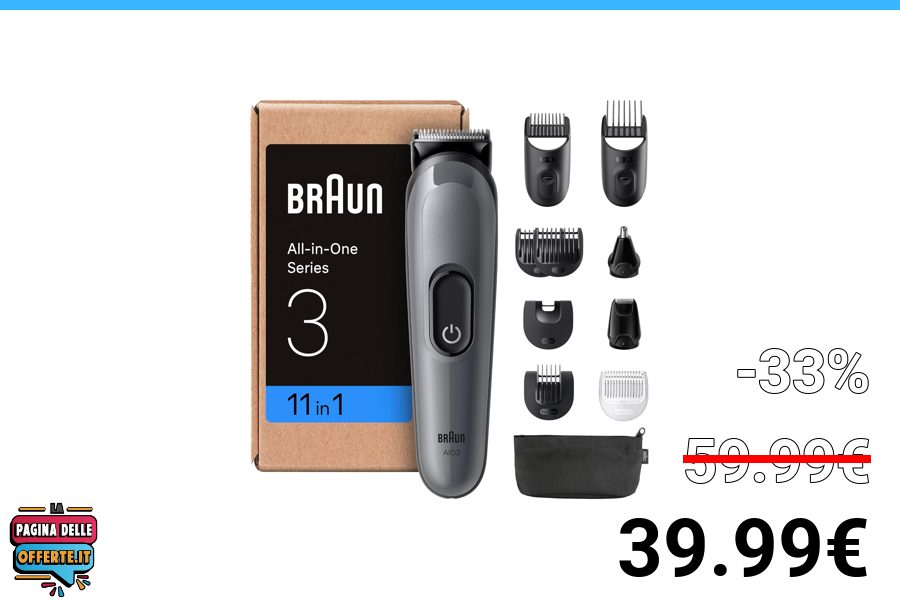 BRAUN
All-in-One
Series
3
11 in 1
BRAUN
AIO3
-33%
59.99€
39.99€
LA
PAGINA DELLE
OFFERTE.IT